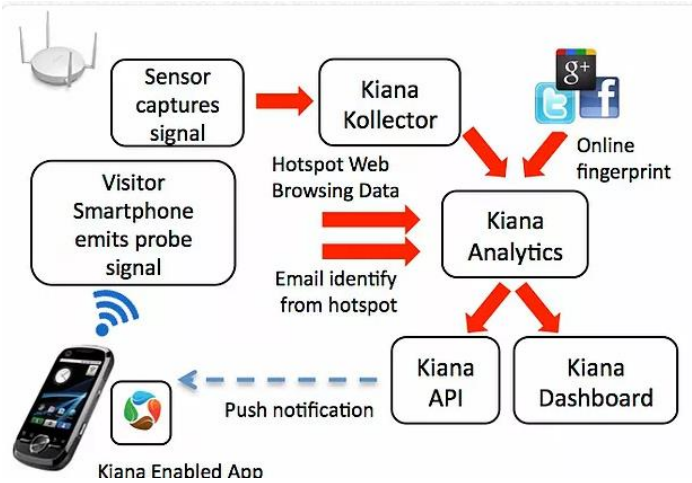 Sensor
captures
signal
Kiana
Kollector
g+
t
f
Online
fingerprint
Hotspot Web
Browsing Data
Visitor
Smartphone
emits probe
signal
Kiana
Analytics
Email identify
from hotspot
Kiana
API
Kiana
Dashboard
Push notification
Kiana Enabled App